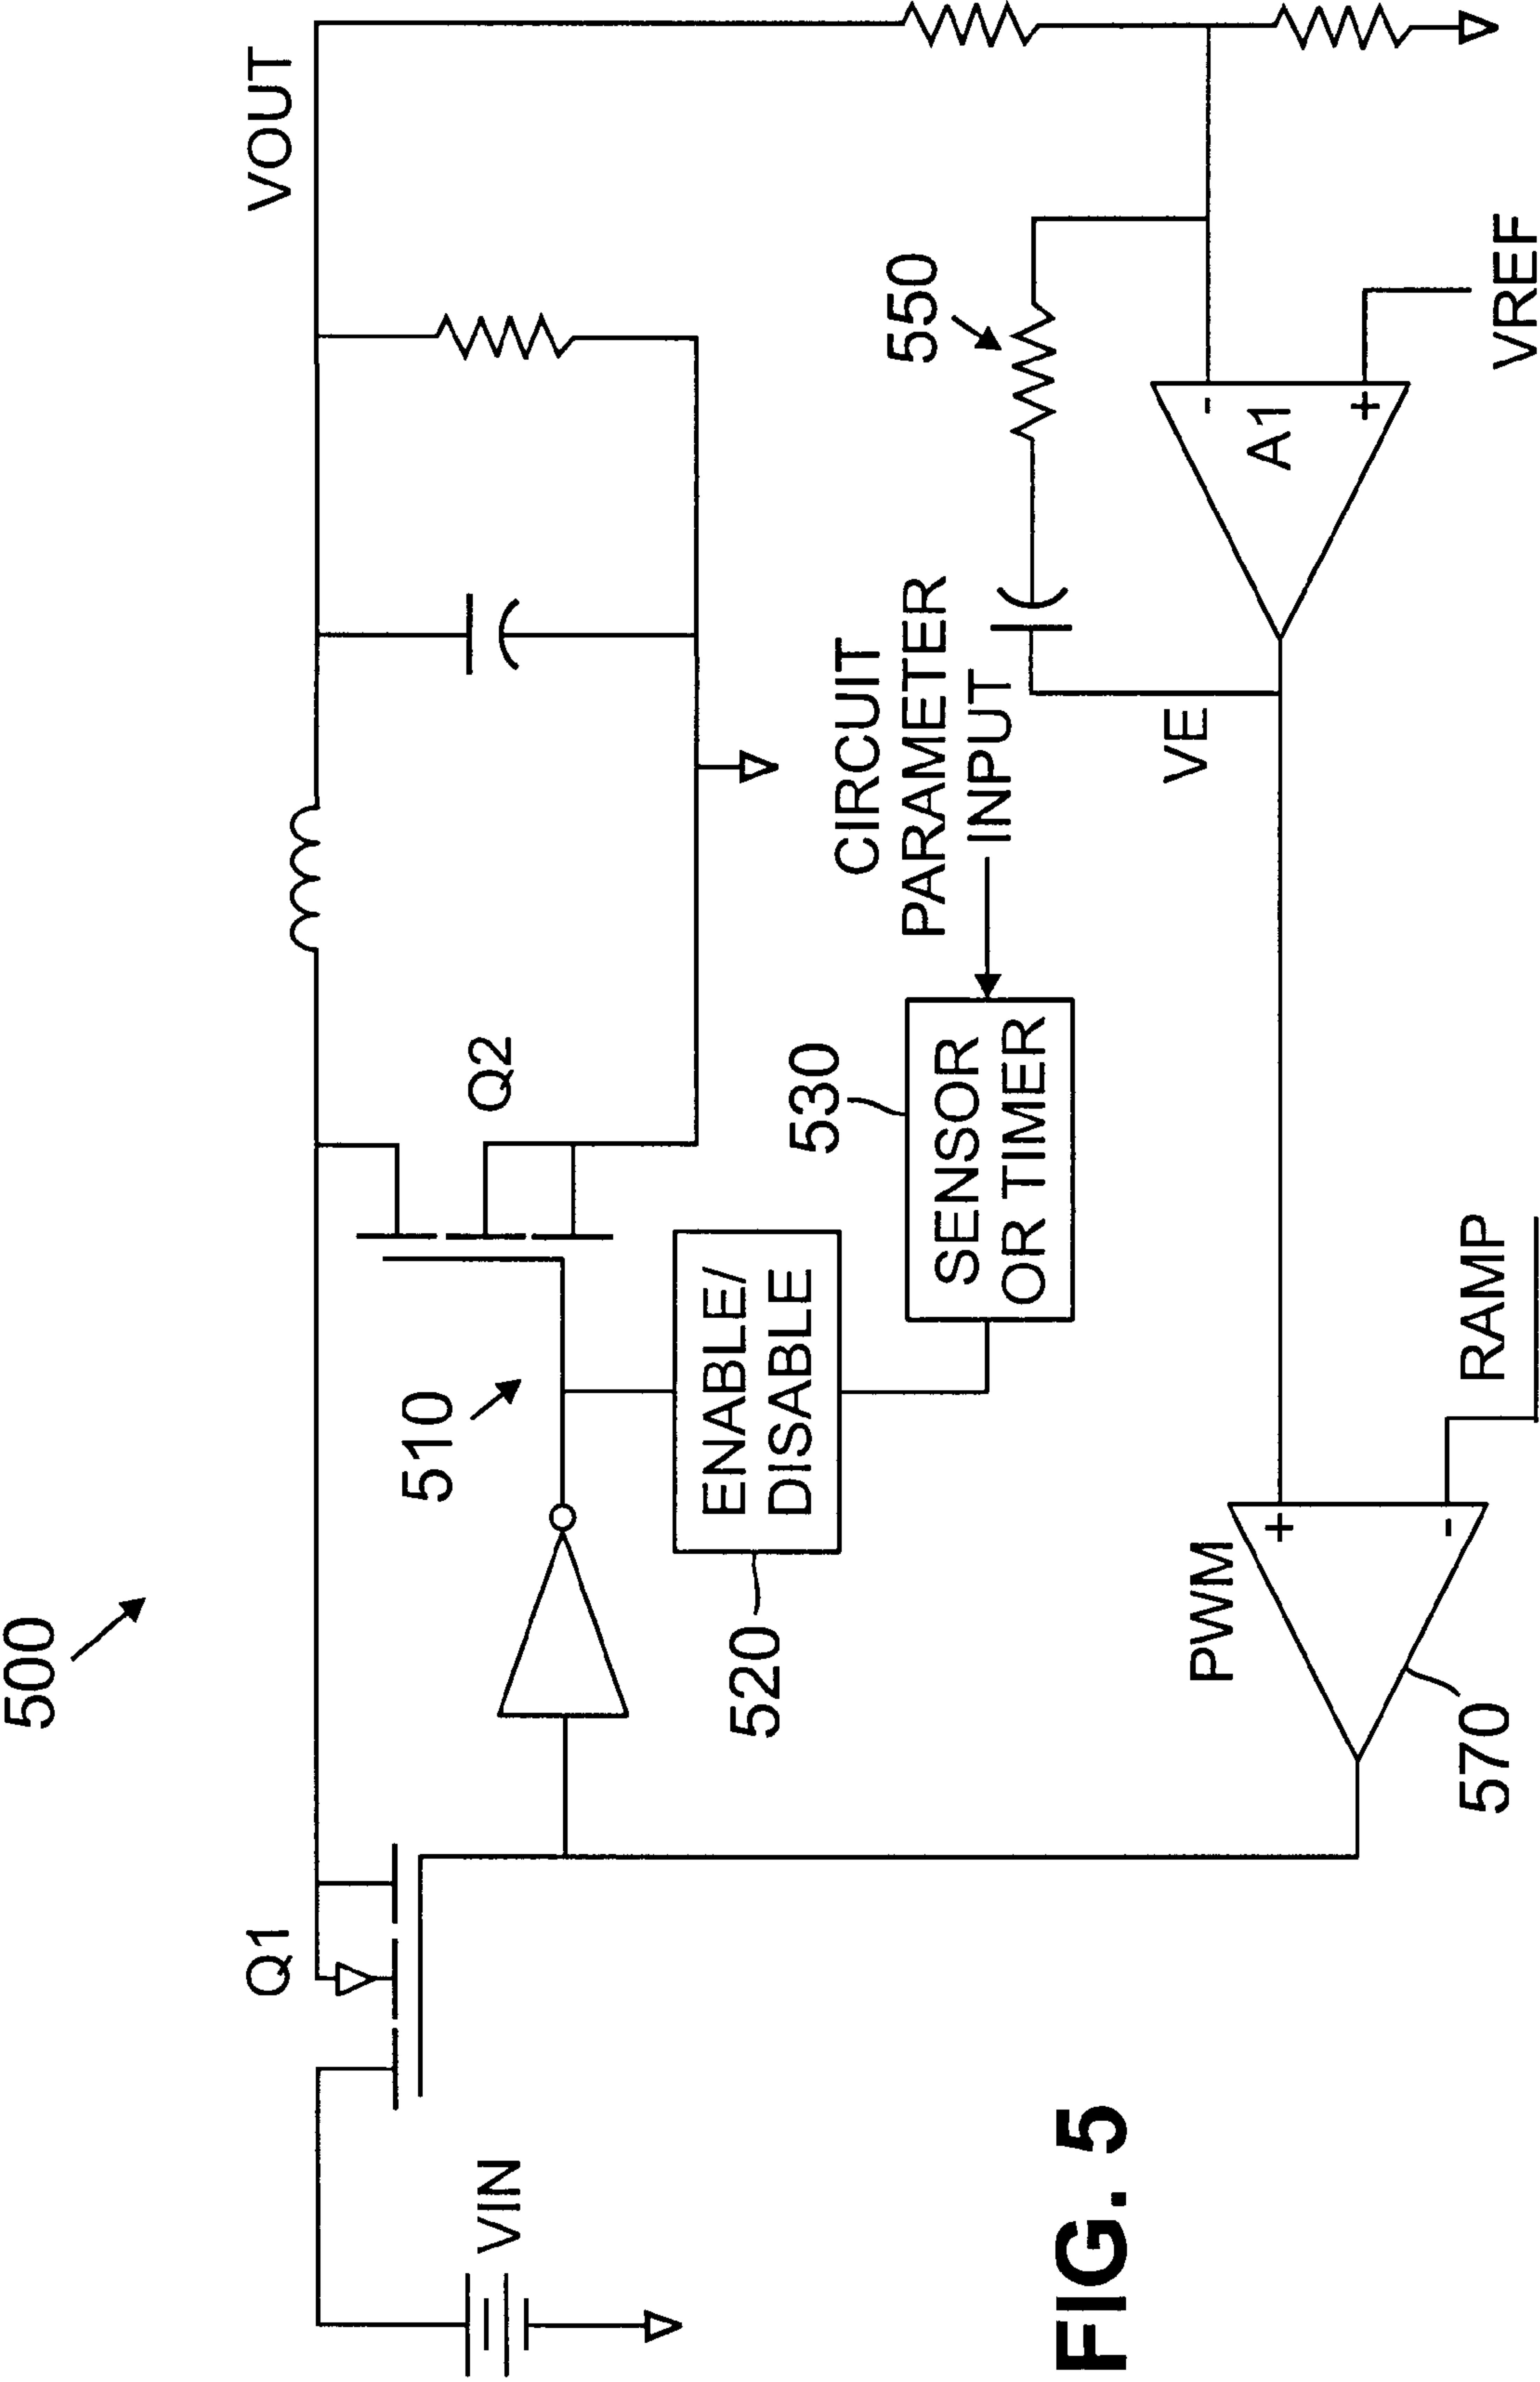 500
VOUT
Q1
Q2
510
VIN
ENABLE/
DISABLE
520
530
SENSOR
OR TIMER
CIRCUIT
PARAMETER
INPUT
550
VE
-
A1
+
VREF
PWM
+
-
570
RAMP
FIG. 5